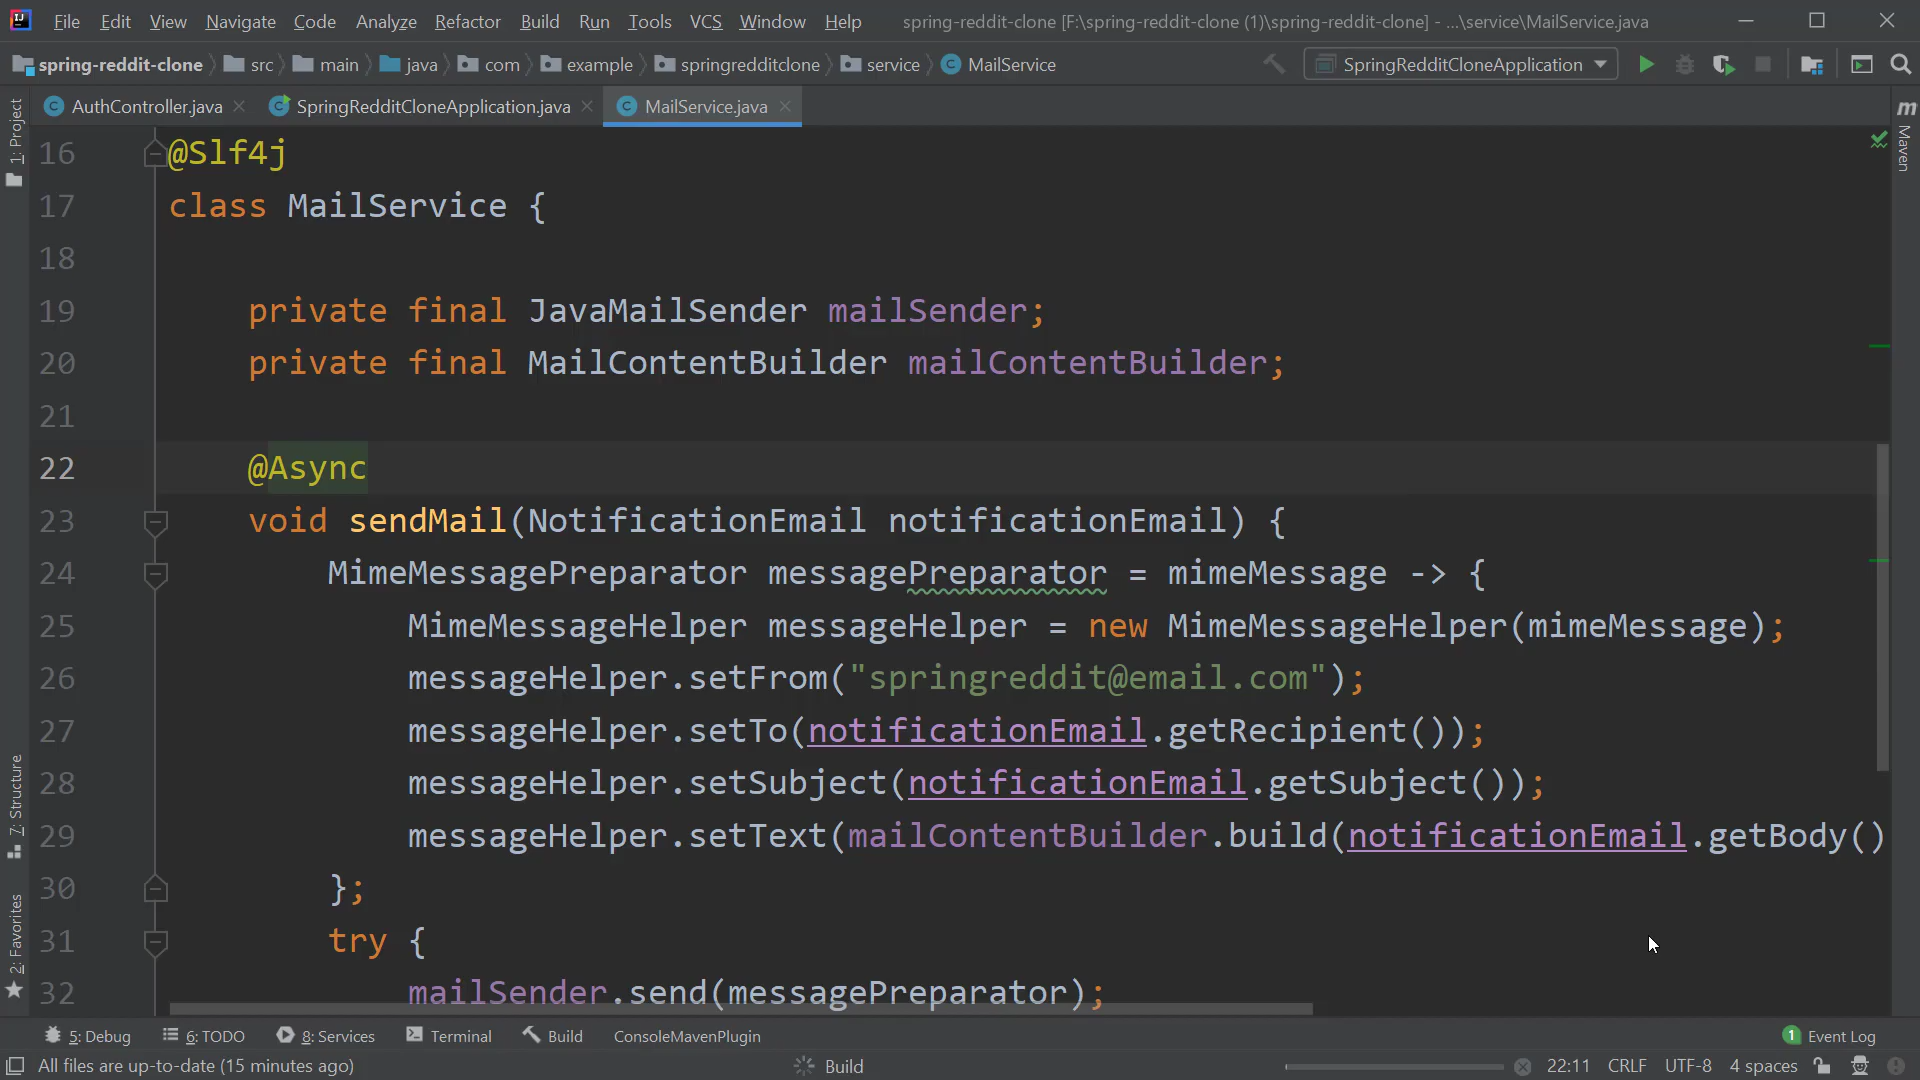 File Edit View Navigate Code Analyze Refactor Build Run Tools VCS Window Help spring-reddit-clone [F:\spring-reddit-clone (1)\spring-reddit-clone] - ...\service\MailService.java
spring-reddit-clone src main java com example springredditclone service MailService SpringRedditCloneApplication
AuthController.java SpringRedditCloneApplication.java MailService.java
1: Project
m Maven
16 @Slf4j
17 class MailService {
18
19 private final JavaMailSender mailSender;
20 private final MailContentBuilder mailContentBuilder;
21
22 @Async
23 void sendMail(NotificationEmail notificationEmail) {
24 MimeMessagePreparator messagePreparator = mimeMessage -> {
25 MimeMessageHelper messageHelper = new MimeMessageHelper(mimeMessage);
26 messageHelper.setFrom("springreddit@email.com");
27 messageHelper.setTo(notificationEmail.getRecipient());
28 messageHelper.setSubject(notificationEmail.getSubject());
29 messageHelper.setText(mailContentBuilder.build(notificationEmail.getBody()
30 };
31 try {
32 mailSender.send(messagePreparator);
7: Structure
2: Favorites
5: Debug 6: TODO 8: Services Terminal Build ConsoleMavenPlugin 1 Event Log
All files are up-to-date (15 minutes ago) Build 22:11 CRLF UTF-8 4 spaces